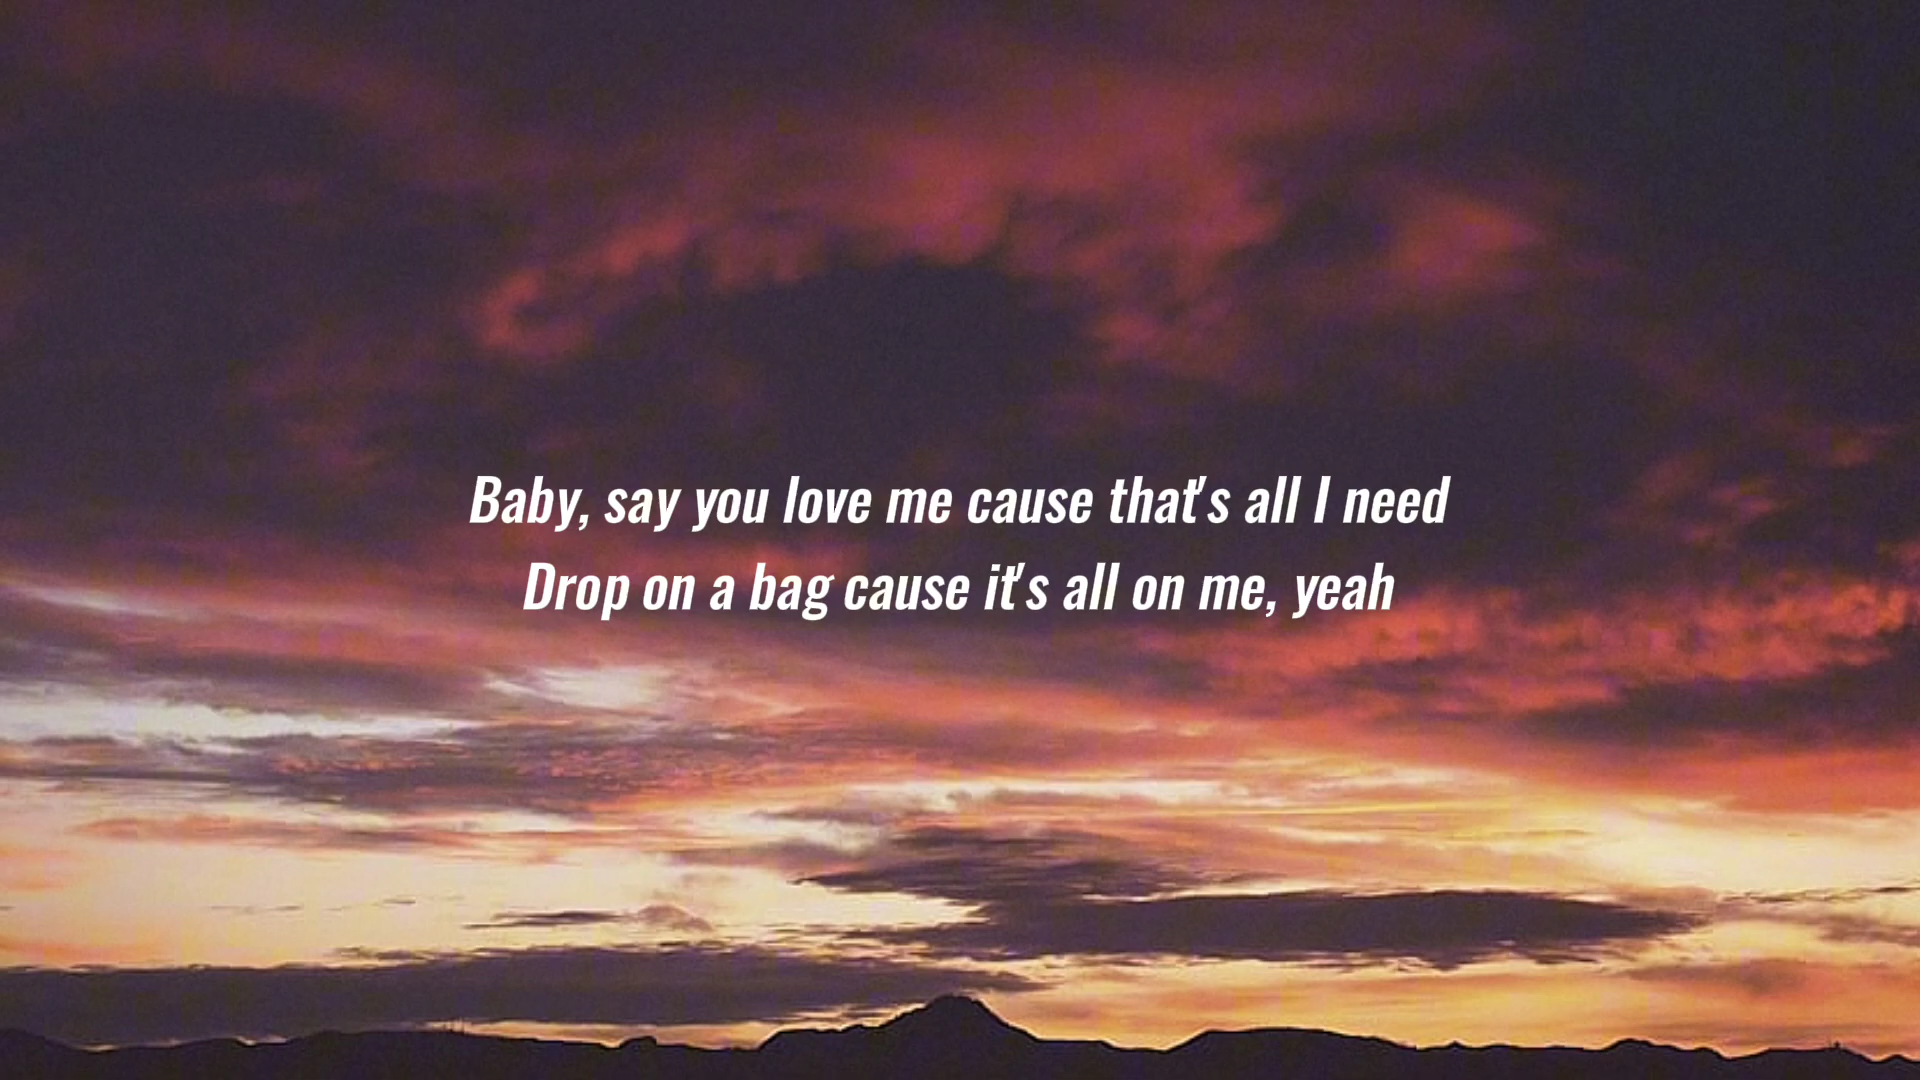 Baby, say you love me cause that's all I need
Drop on a bag cause it's all on me, yeah